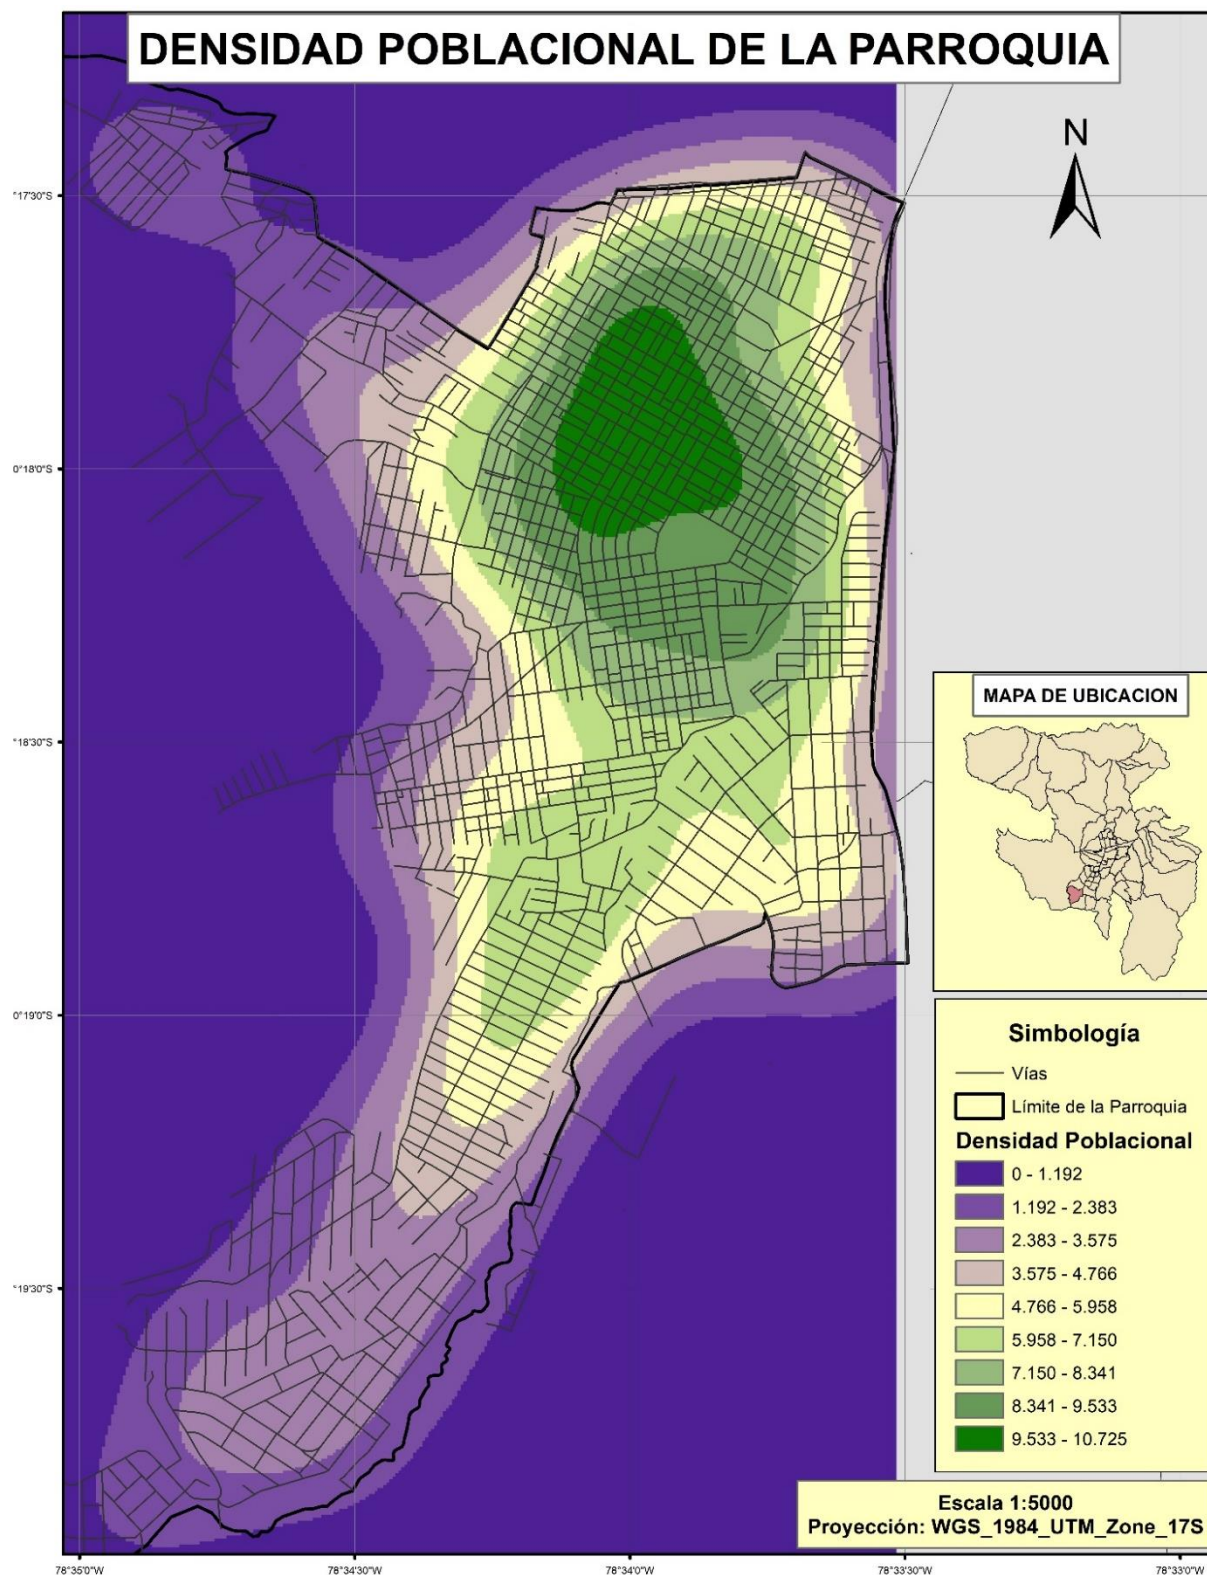 DENSIDAD POBLACIONAL DE LA PARROQUIA
N
°17'30"S
0°18'0"S
°18'30"S
0°19'0"S
°19'30"S
MAPA DE UBICACION
Simbología
Vías
Límite de la Parroquia
Densidad Poblacional
0 - 1.192
1.192 - 2.383
2.383 - 3.575
3.575 - 4.766
4.766 - 5.958
5.958 - 7.150
7.150 - 8.341
8.341 - 9.533
9.533 - 10.725
Escala 1:5000
Proyección: WGS_1984_UTM_Zone_17S
78°35'0"W
78°34'30"W
78°34'0"W
78°33'30"W
78°33'0"W